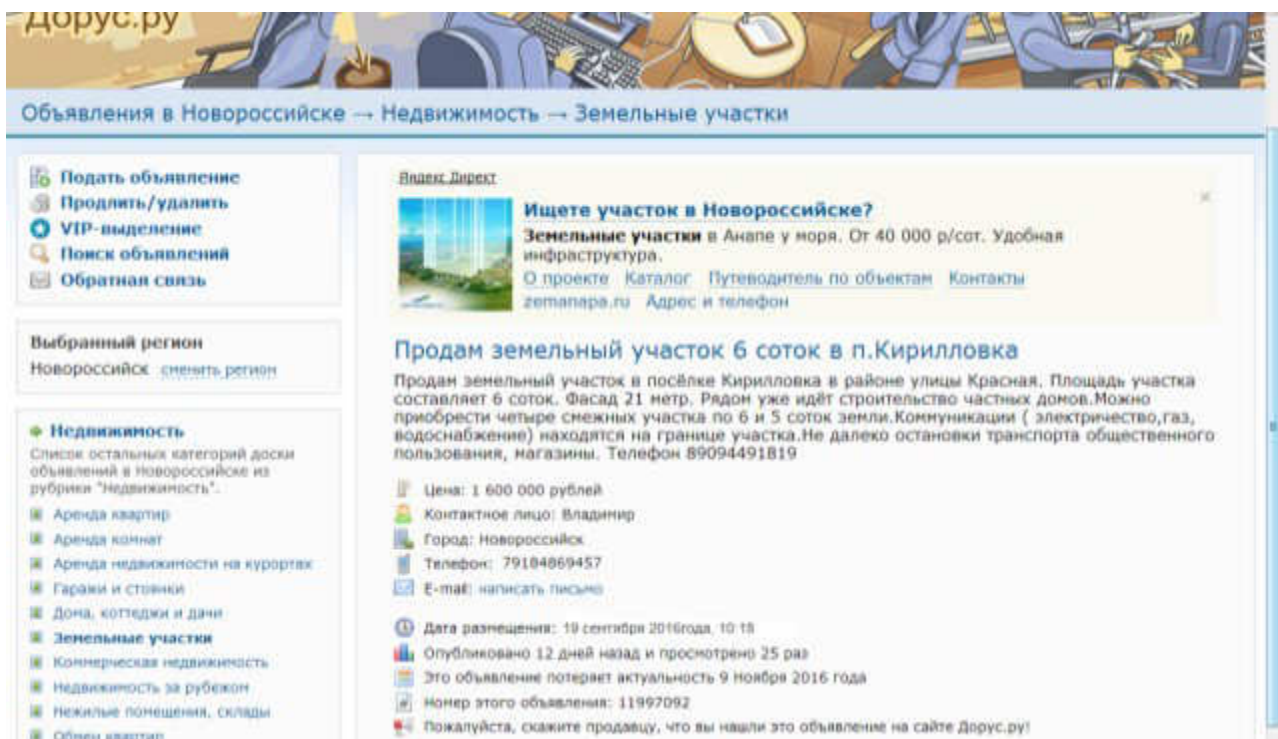 Дорус.ру
Объявления в Новороссийске → Недвижимость → Земельные участки
Подать объявление
Продлить/удалить
VIP-выделение
Поиск объявлений
Обратная связь
Выбранный регион
Новороссийск сменить регион
Недвижимость
Список остальных категорий доски
объявлений в Новороссийске из
рубрики "Недвижимость".
Аренда квартир
Аренда комнат
Аренда недвижимости на курортах
Гаражи и стоянки
Дома, коттеджи и дачи
Земельные участки
Коммерческая недвижимость
Недвижимость за рубежом
Нежилые помещения, склады
Обмен квартир
Яндекс.Директ
Ищете участок в Новороссийске?
Земельные участки в Анапе у моря. От 40 000 р/сот. Удобная
инфраструктура.
О проекте Каталог Путеводитель по объектам Контакты
zemanapa.ru Адрес и телефон
Продам земельный участок 6 соток в п.Кирилловка
Продам земельный участок в посёлке Кирилловка в районе улицы Красная. Площадь участка
составляет 6 соток. Фасад 21 метр. Рядом уже идёт строительство частных домов.Можно
приобрести четыре смежных участка по 6 и 5 соток земли.Коммуникации ( электричество,газ,
водоснабжение) находятся на границе участка.Не далеко остановки транспорта общественного
пользования, магазины. Телефон 89094491819
Цена: 1 600 000 рублей
Контактное лицо: Владимир
Город: Новороссийск
Телефон: 79184869457
E-mail: написать письмо
Дата размещения: 19 сентября 2016года, 10:18
Опубликовано 12 дней назад и просмотрено 25 раз
Это объявление потеряет актуальность 9 Ноября 2016 года
Номер этого объявления: 11997092
Пожалуйста, скажите продавцу, что вы нашли это объявление на сайте Дорус.ру!